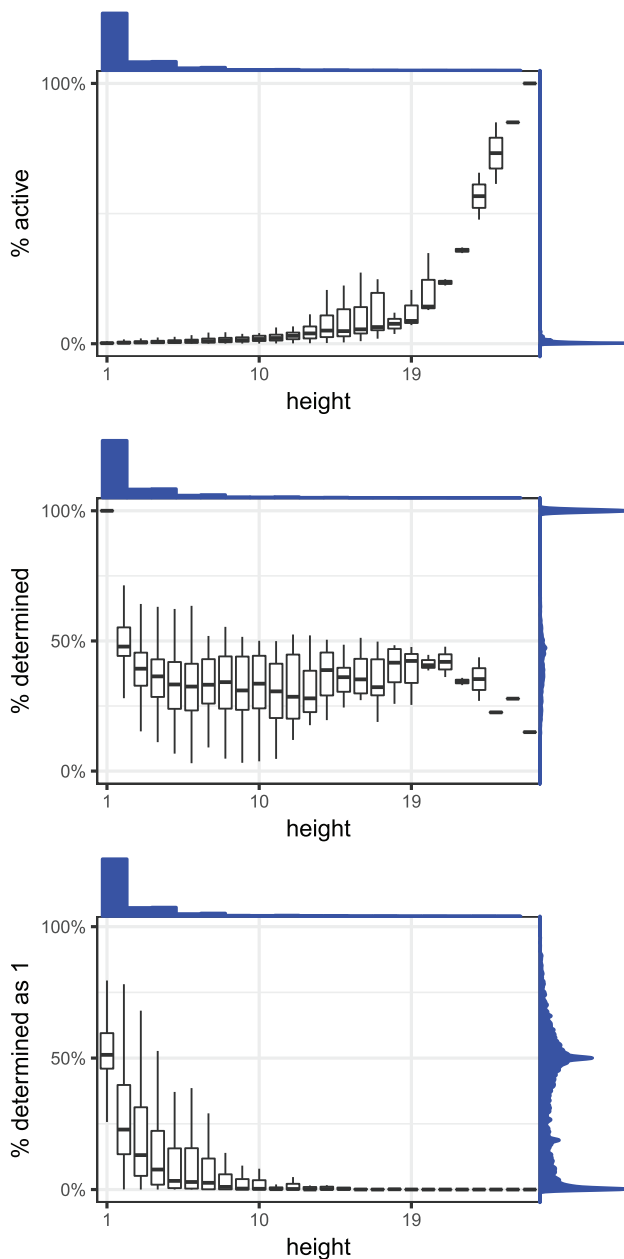 100%
% active
0%
1 10 19
height
100%
% determined
50%
0%
1 10 19
height
100%
% determined as 1
50%
0%
1 10 19
height